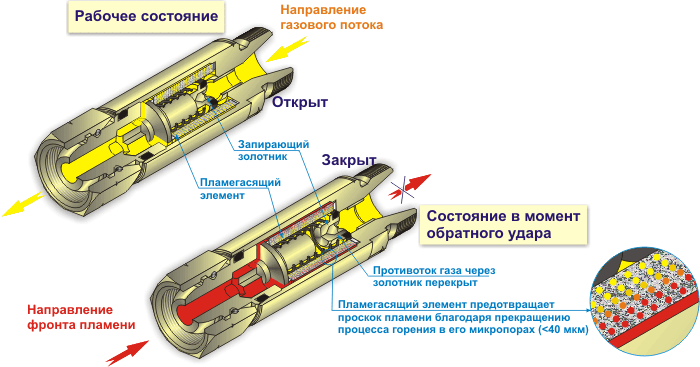 Рабочее состояние
Направление
газового потока
Открыт
Запирающий
золотник
Пламегасящий
элемент
Закрыт
Состояние в момент
обратного удара
Противоток газа через
золотник перекрыт
Пламегасящий элемент предотвращает
проскок пламени благодаря прекращению
процесса горения в его микропорах (<40 мкм)
Направление
фронта пламени